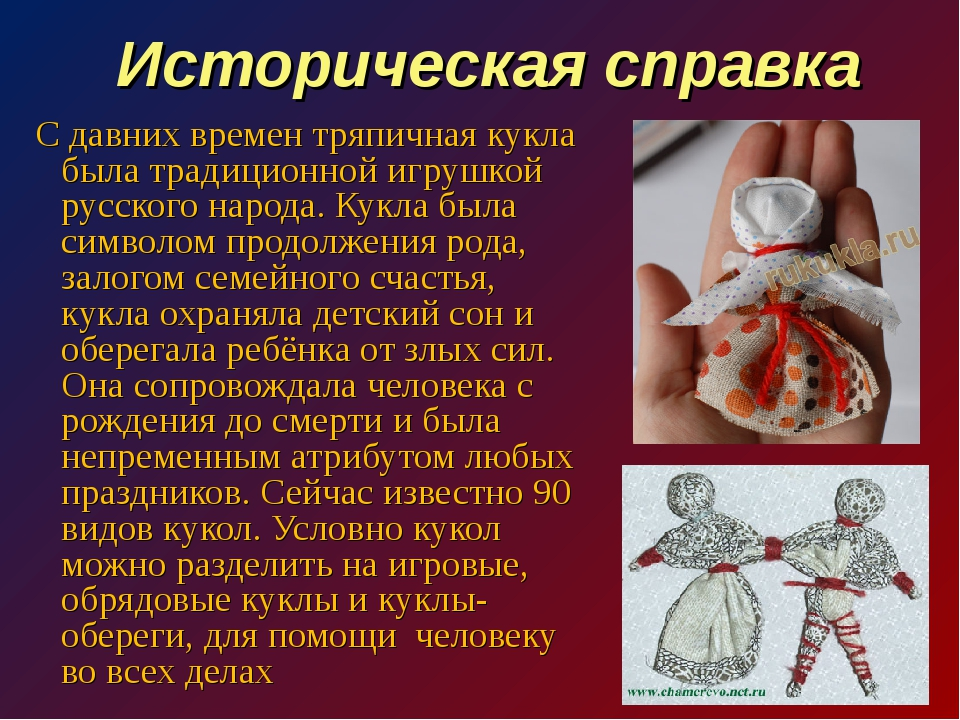 Историческая справка
С давних времен тряпичная кукла
была традиционной игрушкой
русского народа. Кукла была
символом продолжения рода,
залогом семейного счастья,
кукла охраняла детский сон и
оберегала ребёнка от злых сил.
Она сопровождала человека с
рождения до смерти и была
непременным атрибутом любых
праздников. Сейчас известно 90
видов кукол. Условно кукол
можно разделить на игровые,
обрядовые куклы и куклы-
обереги, для помощи человеку
во всех делах
rukukla.ru
www.chamerevo.net.ru